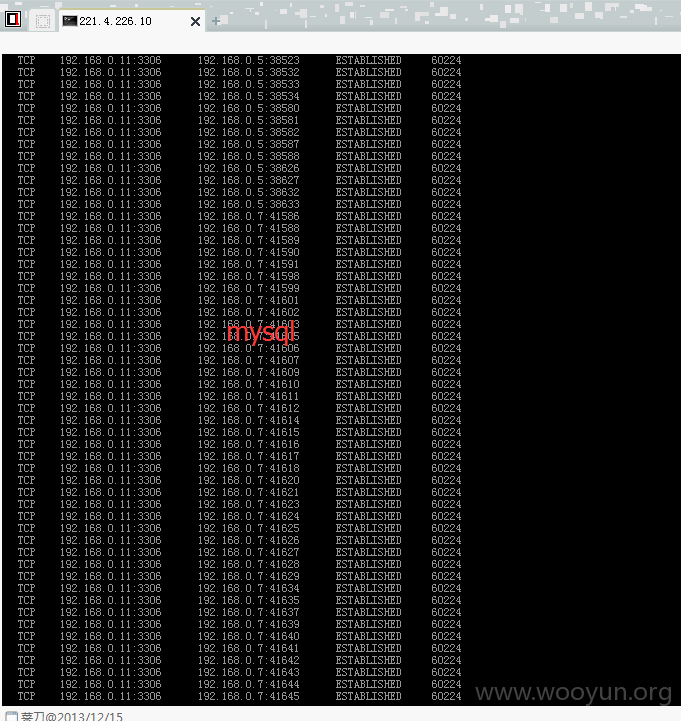 221.4.226.10
TCP 192.168.0.11:3306 192.168.0.5:38523 ESTABLISHED 60224
TCP 192.168.0.11:3306 192.168.0.5:38532 ESTABLISHED 60224
TCP 192.168.0.11:3306 192.168.0.5:38533 ESTABLISHED 60224
TCP 192.168.0.11:3306 192.168.0.5:38534 ESTABLISHED 60224
TCP 192.168.0.11:3306 192.168.0.5:38580 ESTABLISHED 60224
TCP 192.168.0.11:3306 192.168.0.5:38581 ESTABLISHED 60224
TCP 192.168.0.11:3306 192.168.0.5:38582 ESTABLISHED 60224
TCP 192.168.0.11:3306 192.168.0.5:38587 ESTABLISHED 60224
TCP 192.168.0.11:3306 192.168.0.5:38588 ESTABLISHED 60224
TCP 192.168.0.11:3306 192.168.0.5:38626 ESTABLISHED 60224
TCP 192.168.0.11:3306 192.168.0.5:38627 ESTABLISHED 60224
TCP 192.168.0.11:3306 192.168.0.5:38632 ESTABLISHED 60224
TCP 192.168.0.11:3306 192.168.0.5:38633 ESTABLISHED 60224
TCP 192.168.0.11:3306 192.168.0.7:41586 ESTABLISHED 60224
TCP 192.168.0.11:3306 192.168.0.7:41588 ESTABLISHED 60224
TCP 192.168.0.11:3306 192.168.0.7:41589 ESTABLISHED 60224
TCP 192.168.0.11:3306 192.168.0.7:41590 ESTABLISHED 60224
TCP 192.168.0.11:3306 192.168.0.7:41591 ESTABLISHED 60224
TCP 192.168.0.11:3306 192.168.0.7:41598 ESTABLISHED 60224
TCP 192.168.0.11:3306 192.168.0.7:41599 ESTABLISHED 60224
TCP 192.168.0.11:3306 192.168.0.7:41601 ESTABLISHED 60224
TCP 192.168.0.11:3306 192.168.0.7:41602 ESTABLISHED 60224
TCP 192.168.0.11:3306 ESTABLISHED 60224
mysql
TCP 192.168.0.11:3306 ESTABLISHED 60224
TCP 192.168.0.11:3306 192.168.0.7:41606 ESTABLISHED 60224
TCP 192.168.0.11:3306 192.168.0.7:41607 ESTABLISHED 60224
TCP 192.168.0.11:3306 192.168.0.7:41609 ESTABLISHED 60224
TCP 192.168.0.11:3306 192.168.0.7:41610 ESTABLISHED 60224
TCP 192.168.0.11:3306 192.168.0.7:41611 ESTABLISHED 60224
TCP 192.168.0.11:3306 192.168.0.7:41612 ESTABLISHED 60224
TCP 192.168.0.11:3306 192.168.0.7:41614 ESTABLISHED 60224
TCP 192.168.0.11:3306 192.168.0.7:41615 ESTABLISHED 60224
TCP 192.168.0.11:3306 192.168.0.7:41616 ESTABLISHED 60224
TCP 192.168.0.11:3306 192.168.0.7:41617 ESTABLISHED 60224
TCP 192.168.0.11:3306 192.168.0.7:41618 ESTABLISHED 60224
TCP 192.168.0.11:3306 192.168.0.7:41620 ESTABLISHED 60224
TCP 192.168.0.11:3306 192.168.0.7:41621 ESTABLISHED 60224
TCP 192.168.0.11:3306 192.168.0.7:41623 ESTABLISHED 60224
TCP 192.168.0.11:3306 192.168.0.7:41624 ESTABLISHED 60224
TCP 192.168.0.11:3306 192.168.0.7:41625 ESTABLISHED 60224
TCP 192.168.0.11:3306 192.168.0.7:41626 ESTABLISHED 60224
TCP 192.168.0.11:3306 192.168.0.7:41627 ESTABLISHED 60224
TCP 192.168.0.11:3306 192.168.0.7:41628 ESTABLISHED 60224
TCP 192.168.0.11:3306 192.168.0.7:41629 ESTABLISHED 60224
TCP 192.168.0.11:3306 192.168.0.7:41634 ESTABLISHED 60224
TCP 192.168.0.11:3306 192.168.0.7:41635 ESTABLISHED 60224
TCP 192.168.0.11:3306 192.168.0.7:41637 ESTABLISHED 60224
TCP 192.168.0.11:3306 192.168.0.7:41639 ESTABLISHED 60224
TCP 192.168.0.11:3306 192.168.0.7:41640 ESTABLISHED 60224
TCP 192.168.0.11:3306 192.168.0.7:41641 ESTABLISHED 60224
TCP 192.168.0.11:3306 192.168.0.7:41642 ESTABLISHED 60224
TCP 192.168.0.11:3306 192.168.0.7:41643 ESTABLISHED 60224
TCP 192.168.0.11:3306 192.168.0.7:41644 ESTABLISHED 60224
TCP 192.168.0.11:3306 192.168.0.7:41645 ESTABLISHED 60224
www.wooyun.org
菜刀@2013/12/15